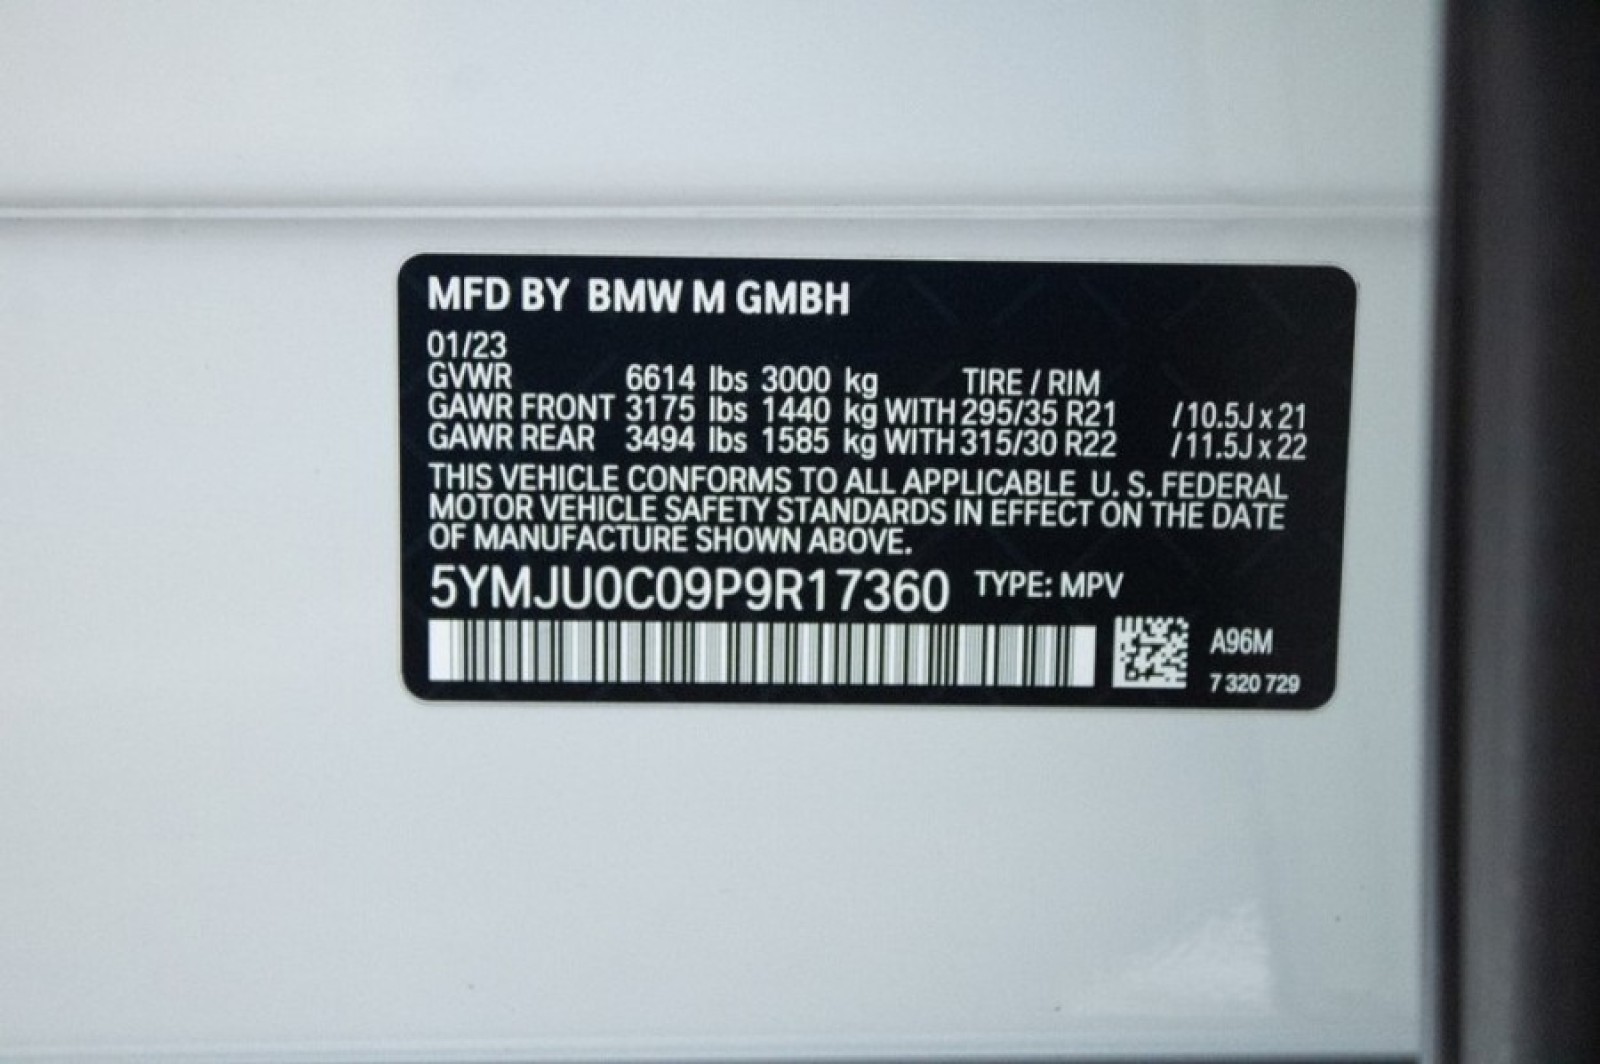 MFD BY BMW M GMBH
01/23
GVWR 6614 lbs 3000 kg TIRE / RIM
GAWR FRONT 3175 lbs 1440 kg WITH 295/35 R21 /10.5J x 21
GAWR REAR 3494 lbs 1585 kg WITH 315/30 R22 /11.5J x 22
THIS VEHICLE CONFORMS TO ALL APPLICABLE U. S. FEDERAL
MOTOR VEHICLE SAFETY STANDARDS IN EFFECT ON THE DATE
OF MANUFACTURE SHOWN ABOVE.
5YMJU0C09P9R17360 TYPE: MPV
A96M
7 320 729